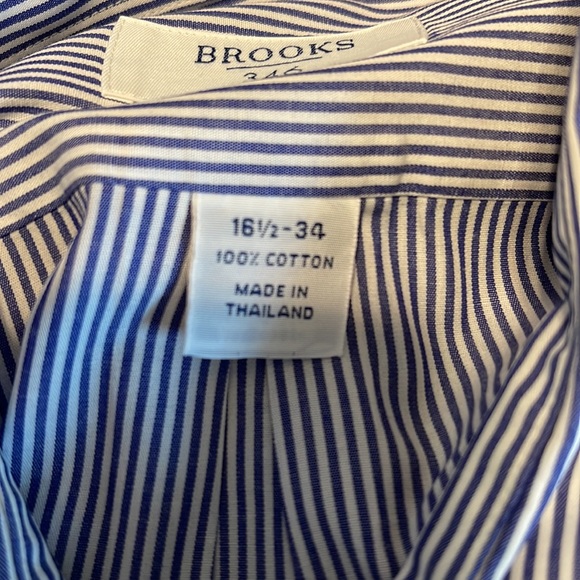 BROOKS
346
16½-34
100% COTTON
MADE IN
THAILAND